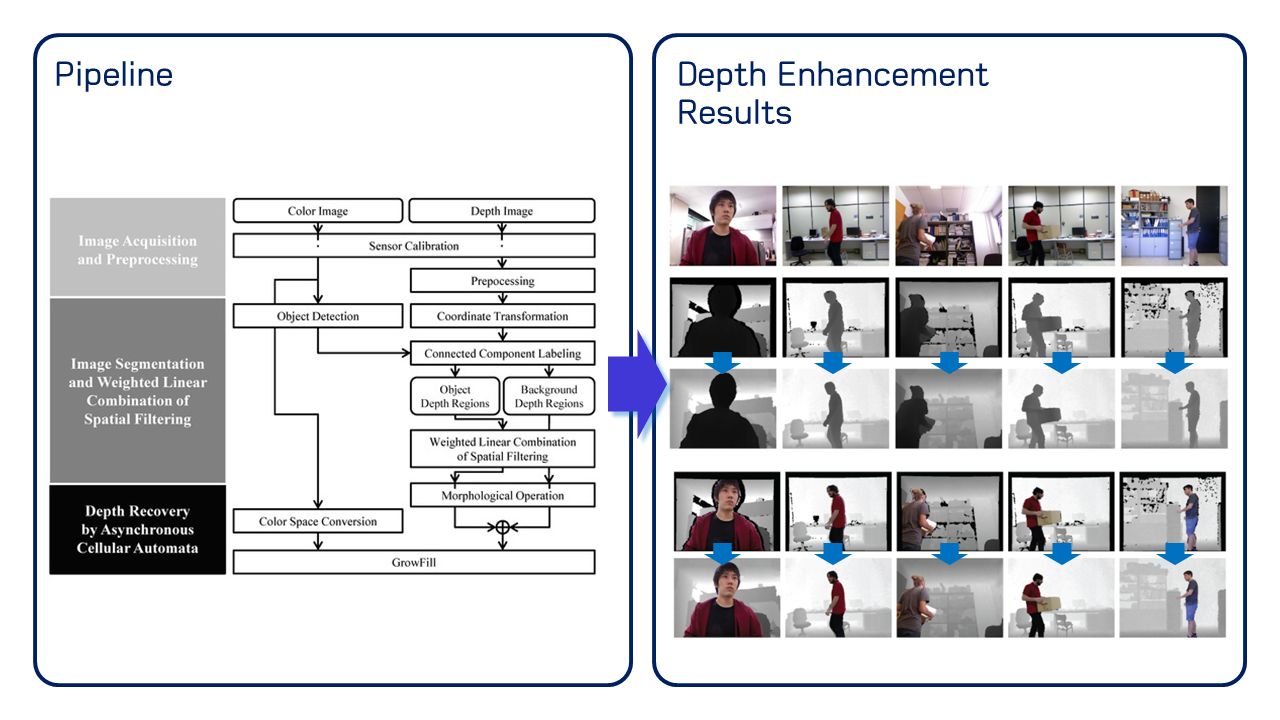 Pipeline
Image Acquisition
and Preprocessing
Image Segmentation
and Weighted Linear
Combination of
Spatial Filtering
Depth Recovery
by Asynchronous
Cellular Automata
Color Image
Depth Image
Sensor Calibration
Prepocessing
Object Detection
Coordinate Transformation
Connected Component Labeling
Object
Depth Regions
Background
Depth Regions
Weighted Linear Combination
of Spatial Filtering
Morphological Operation
Color Space Conversion
GrowFill
Depth Enhancement
Results